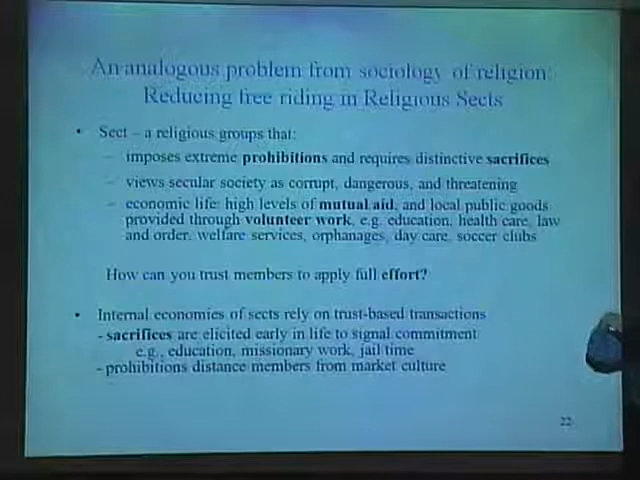 An analogous problem from sociology of religion:
Reducing free riding in Religious Sects
• Sect – a religious groups that:
– imposes extreme prohibitions and requires distinctive sacrifices
– views secular society as corrupt, dangerous, and threatening
– economic life: high levels of mutual aid, and local public goods
provided through volunteer work, e.g. education, health care, law
and order, welfare services, orphanages, day care, soccer clubs
How can you trust members to apply full effort?
• Internal economies of sects rely on trust-based transactions
- sacrifices are elicited early in life to signal commitment
e.g., education, missionary work, jail time
- prohibitions distance members from market culture
22